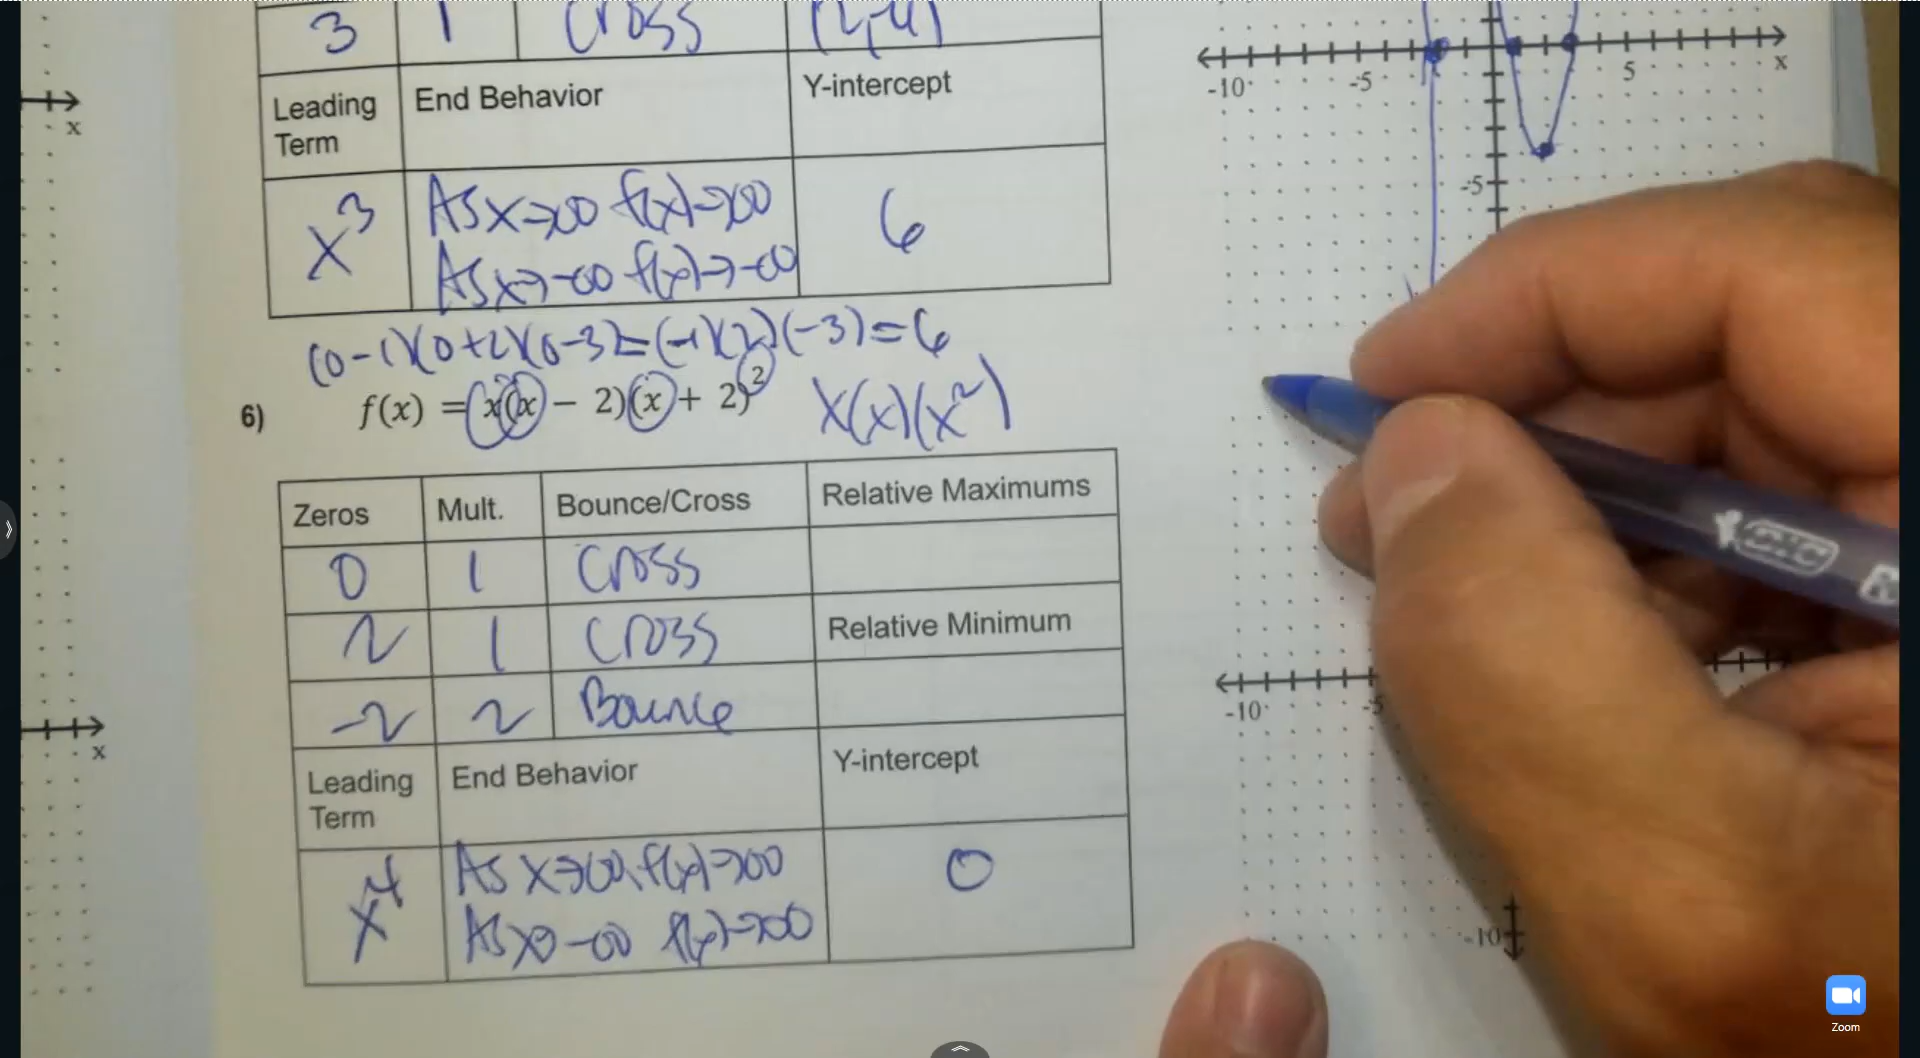 3 1 Cross (2,-4)
Leading Term End Behavior Y-intercept
x³ As x→∞ f(x)→∞ 6
As x→-∞ f(x)→-∞
(0-1)(0+2)(0-3)=(-1)(2)(-3)=6
6) f(x) = x(x − 2)(x + 2)² x(x)(x²)
Zeros Mult. Bounce/Cross Relative Maximums
0 1 Cross
2 1 Cross Relative Minimum
-2 2 Bounce
Leading Term End Behavior Y-intercept
x⁴ As x→∞, f(x)→∞ 0
As x→-∞ f(x)→∞
x
x
-10 -5 5 x
-5
-10 -5
-10
BIC
Zoom